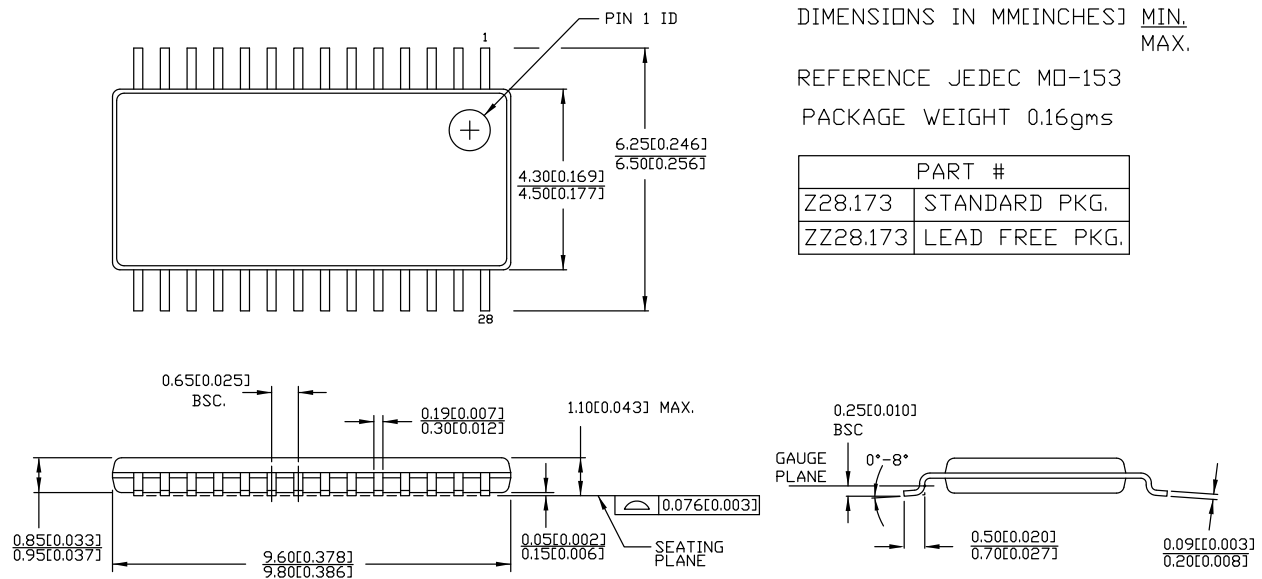 PIN 1 ID
1
DIMENSIONS IN MM[INCHES] MIN.
MAX.
REFERENCE JEDEC MO-153
PACKAGE WEIGHT 0.16gms
PART #
Z28.173 STANDARD PKG.
ZZ28.173 LEAD FREE PKG.
6.25[0.246]
6.50[0.256]
4.30[0.169]
4.50[0.177]
28
0.65[0.025]
BSC.
0.19[0.007]
0.30[0.012]
1.10[0.043] MAX.
0.25[0.010]
BSC
GAUGE
PLANE
0°-8°
0.076[0.003]
0.85[0.033]
0.95[0.037]
9.60[0.378]
9.80[0.386]
0.05[0.002]
0.15[0.006]
SEATING
PLANE
0.50[0.020]
0.70[0.027]
0.09[[0.003]
0.20[0.008]